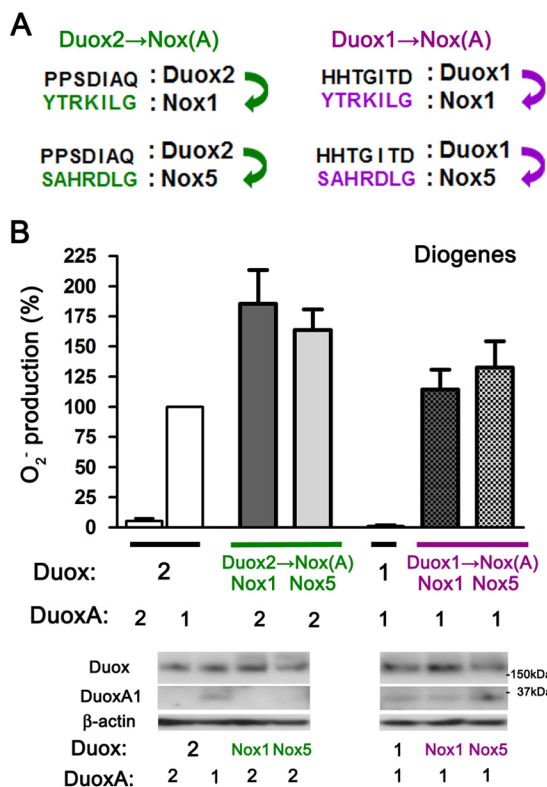 A
Duox2→Nox(A) Duox1→Nox(A)
PPSDIAQ : Duox2 HHTGITD : Duox1
YTRKILG : Nox1 YTRKILG : Nox1
PPSDIAQ : Duox2 HHTGITD : Duox1
SAHRDLG : Nox5 SAHRDLG : Nox5
B
Diogenes
O2- production (%)
225
200
175
150
125
100
75
50
25
0
Duox: 2 Duox2→Nox(A) 1 Duox1→Nox(A)
Nox1 Nox5 Nox1 Nox5
DuoxA: 2 1 2 2 1 1 1
Duox -150kDa
DuoxA1 -37kDa
β-actin
Duox: 2 Nox1 Nox5 1 Nox1 Nox5
DuoxA: 2 1 2 2 1 1 1